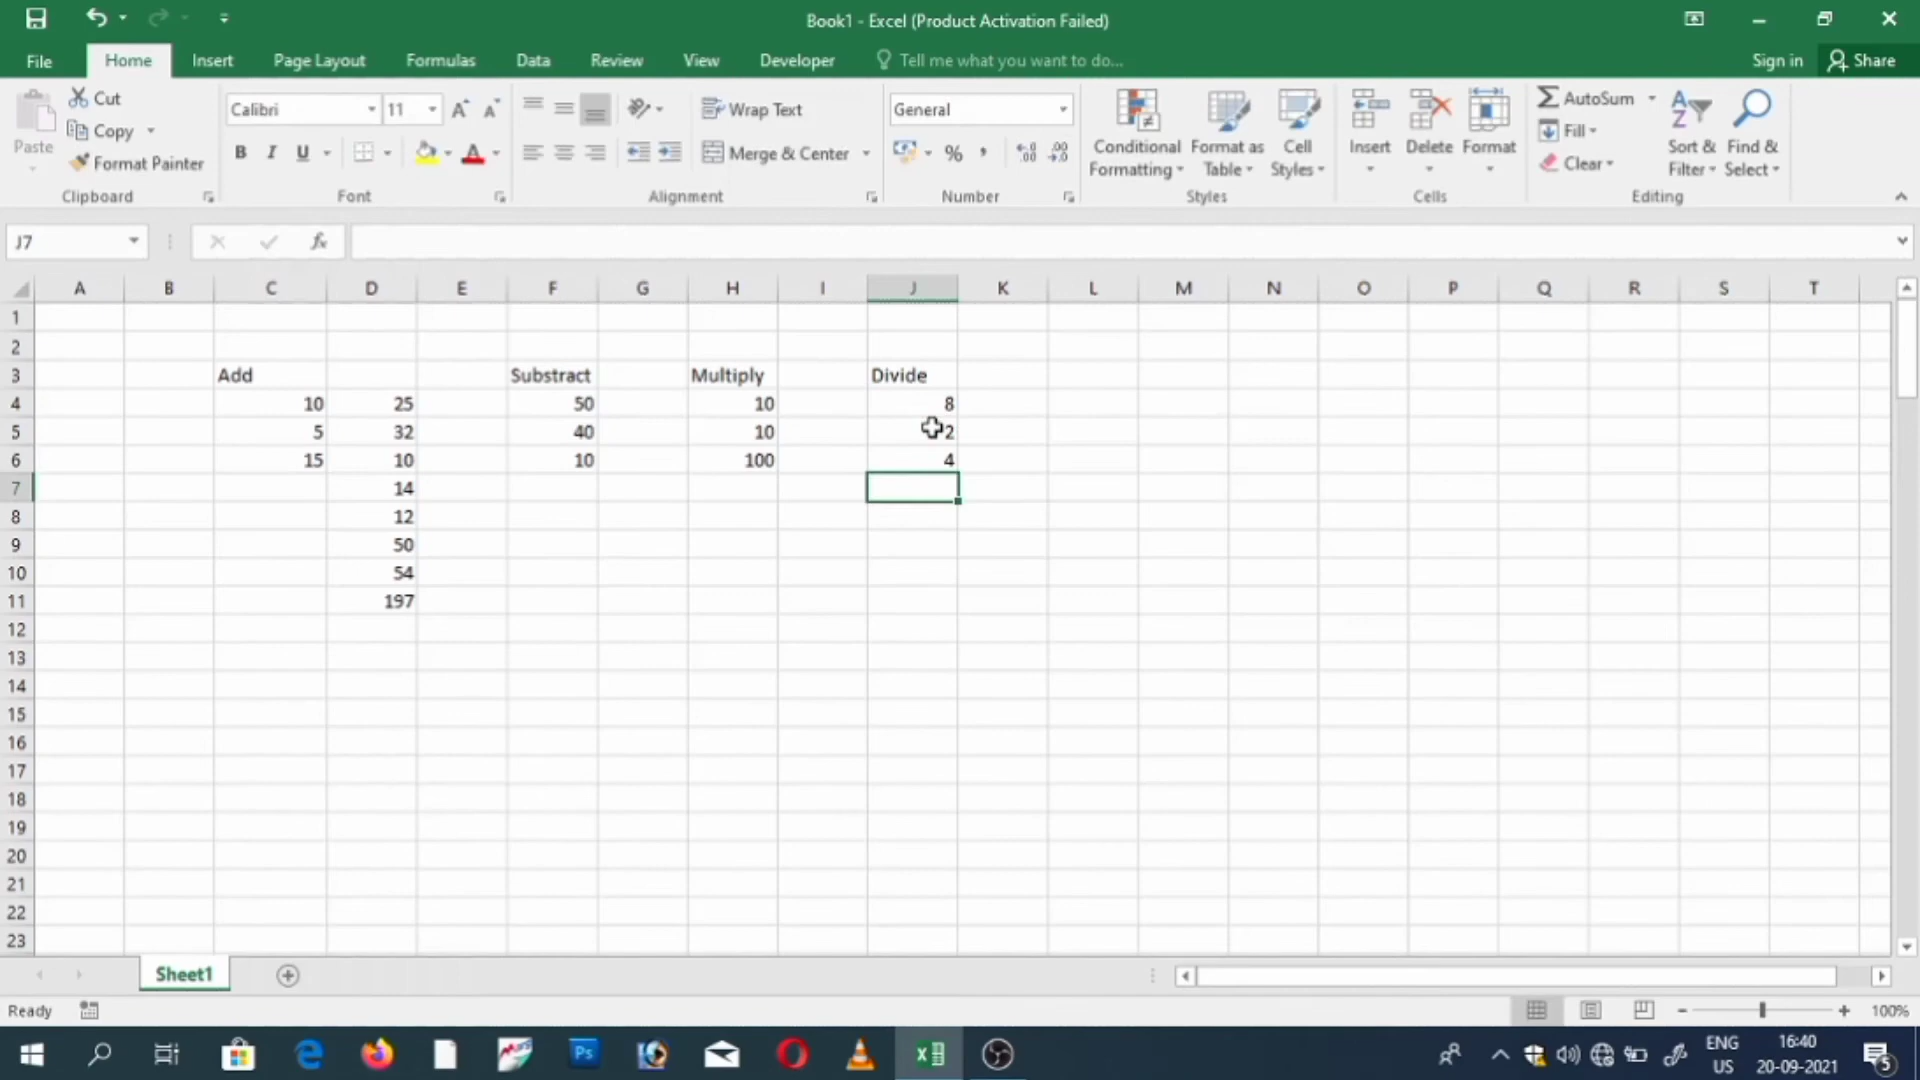 Book1 - Excel (Product Activation Failed)
File Home Insert Page Layout Formulas Data Review View Developer Tell me what you want to do... Sign in Share
Cut
Copy
Format Painter
Paste
Clipboard
Calibri 11
B I U
Font
Wrap Text
Merge & Center
Alignment
General
%
Number
Conditional Formatting
Format as Table
Cell Styles
Styles
Insert
Delete
Format
Cells
AutoSum
Fill
Clear
Sort & Filter
Find & Select
Editing
J7 fx
A B C D E F G H I J K L M N O P Q R S T
1
2
3 Add Substract Multiply Divide
4 10 25 50 10 8
5 5 32 40 10 2
6 15 10 10 100 4
7 14
8 12
9 50
10 54
11 197
12
13
14
15
16
17
18
19
20
21
22
23
Sheet1
Ready 100%
Ps
ENG 16:40
US 20-09-2021 5